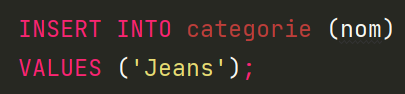 INSERT INTO categorie (nom)
VALUES ('Jeans');